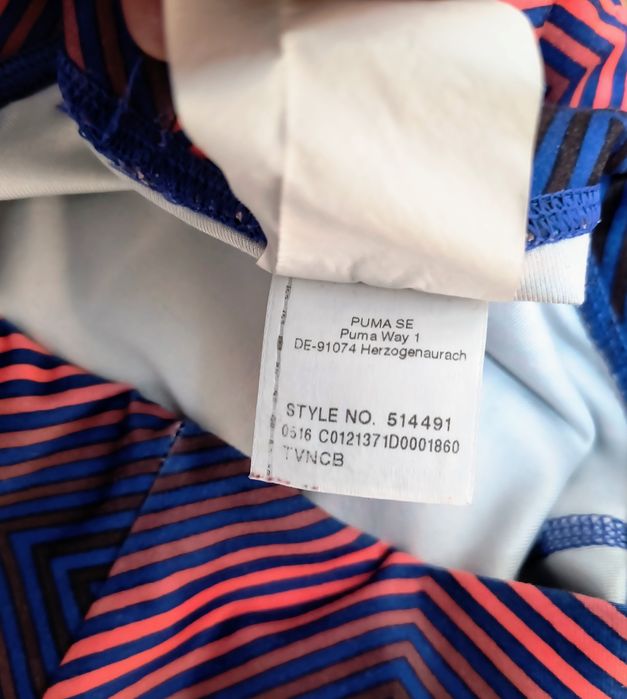 PUMA SE
Puma Way 1
DE-91074 Herzogenaurach
STYLE NO. 514491
0516 C0121371D0001860
TVNCB